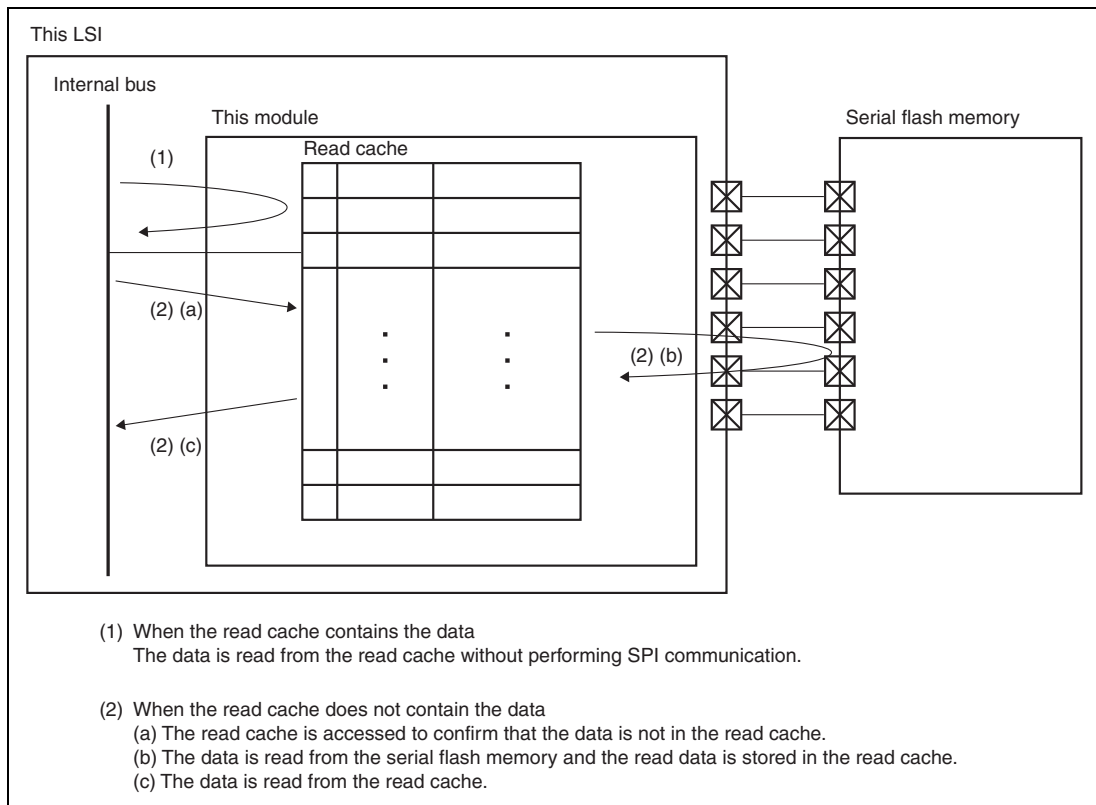 This LSI
Internal bus
This module
Serial flash memory
Read cache
(1)
(2) (a)
(2) (b)
(2) (c)
(1) When the read cache contains the data
The data is read from the read cache without performing SPI communication.
(2) When the read cache does not contain the data
(a) The read cache is accessed to confirm that the data is not in the read cache.
(b) The data is read from the serial flash memory and the read data is stored in the read cache.
(c) The data is read from the read cache.